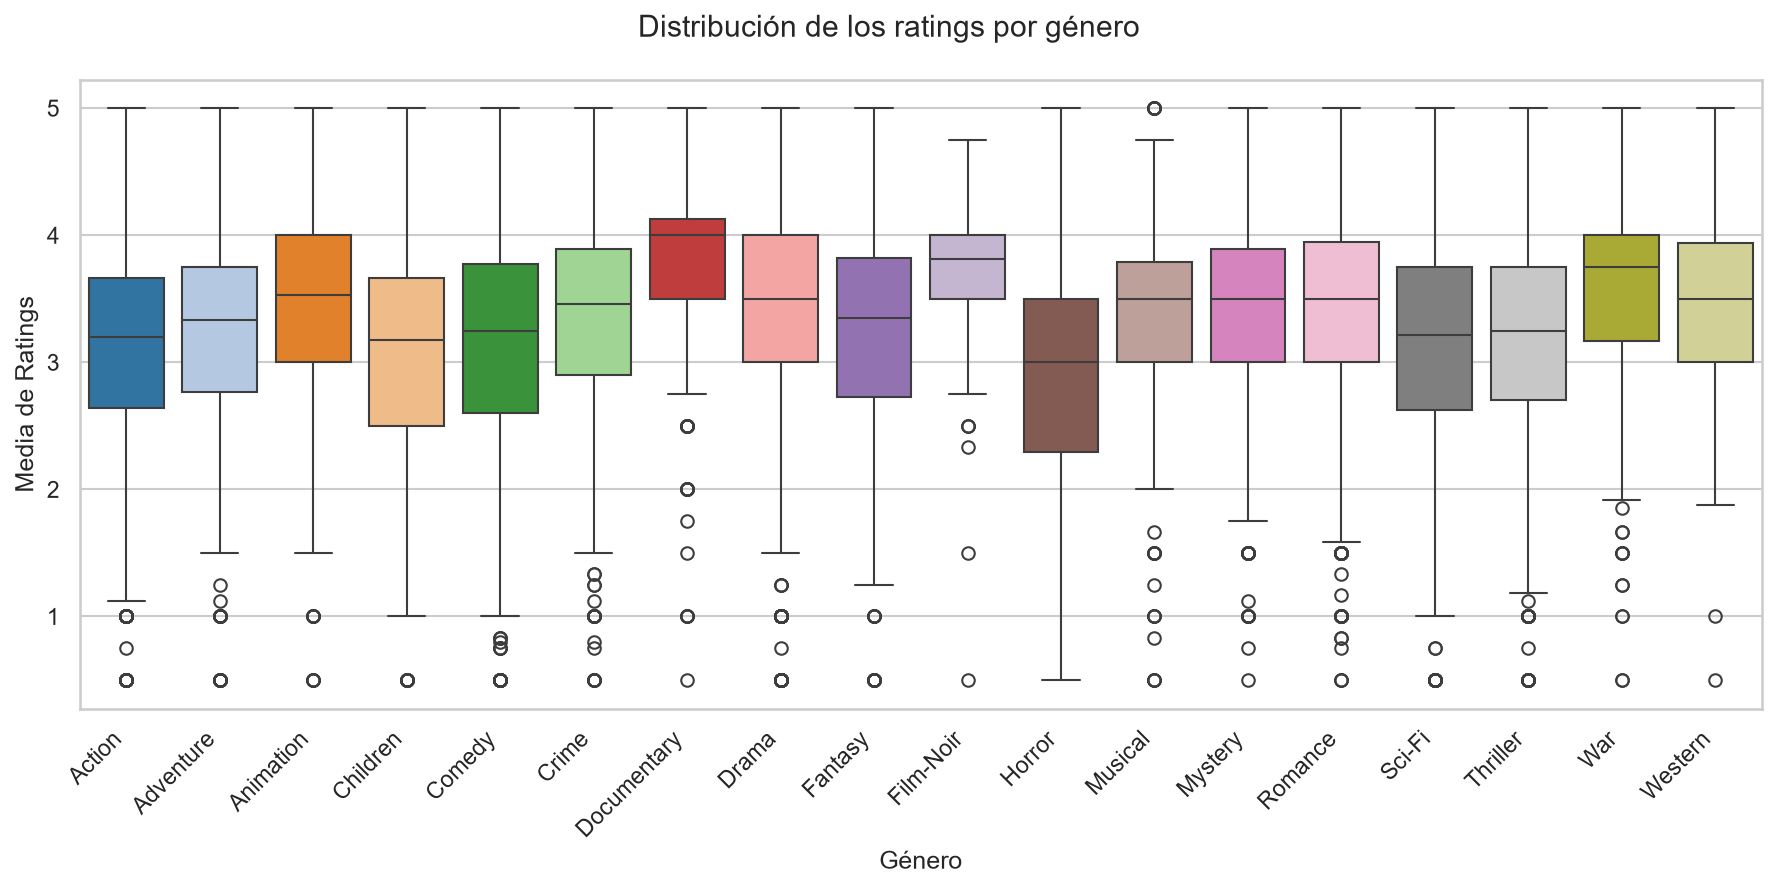 Distribución de los ratings por género
Media de Ratings
5
4
3
2
1
Action
Adventure
Animation
Children
Comedy
Crime
Documentary
Drama
Fantasy
Film-Noir
Horror
Musical
Mystery
Romance
Sci-Fi
Thriller
War
Western
Género